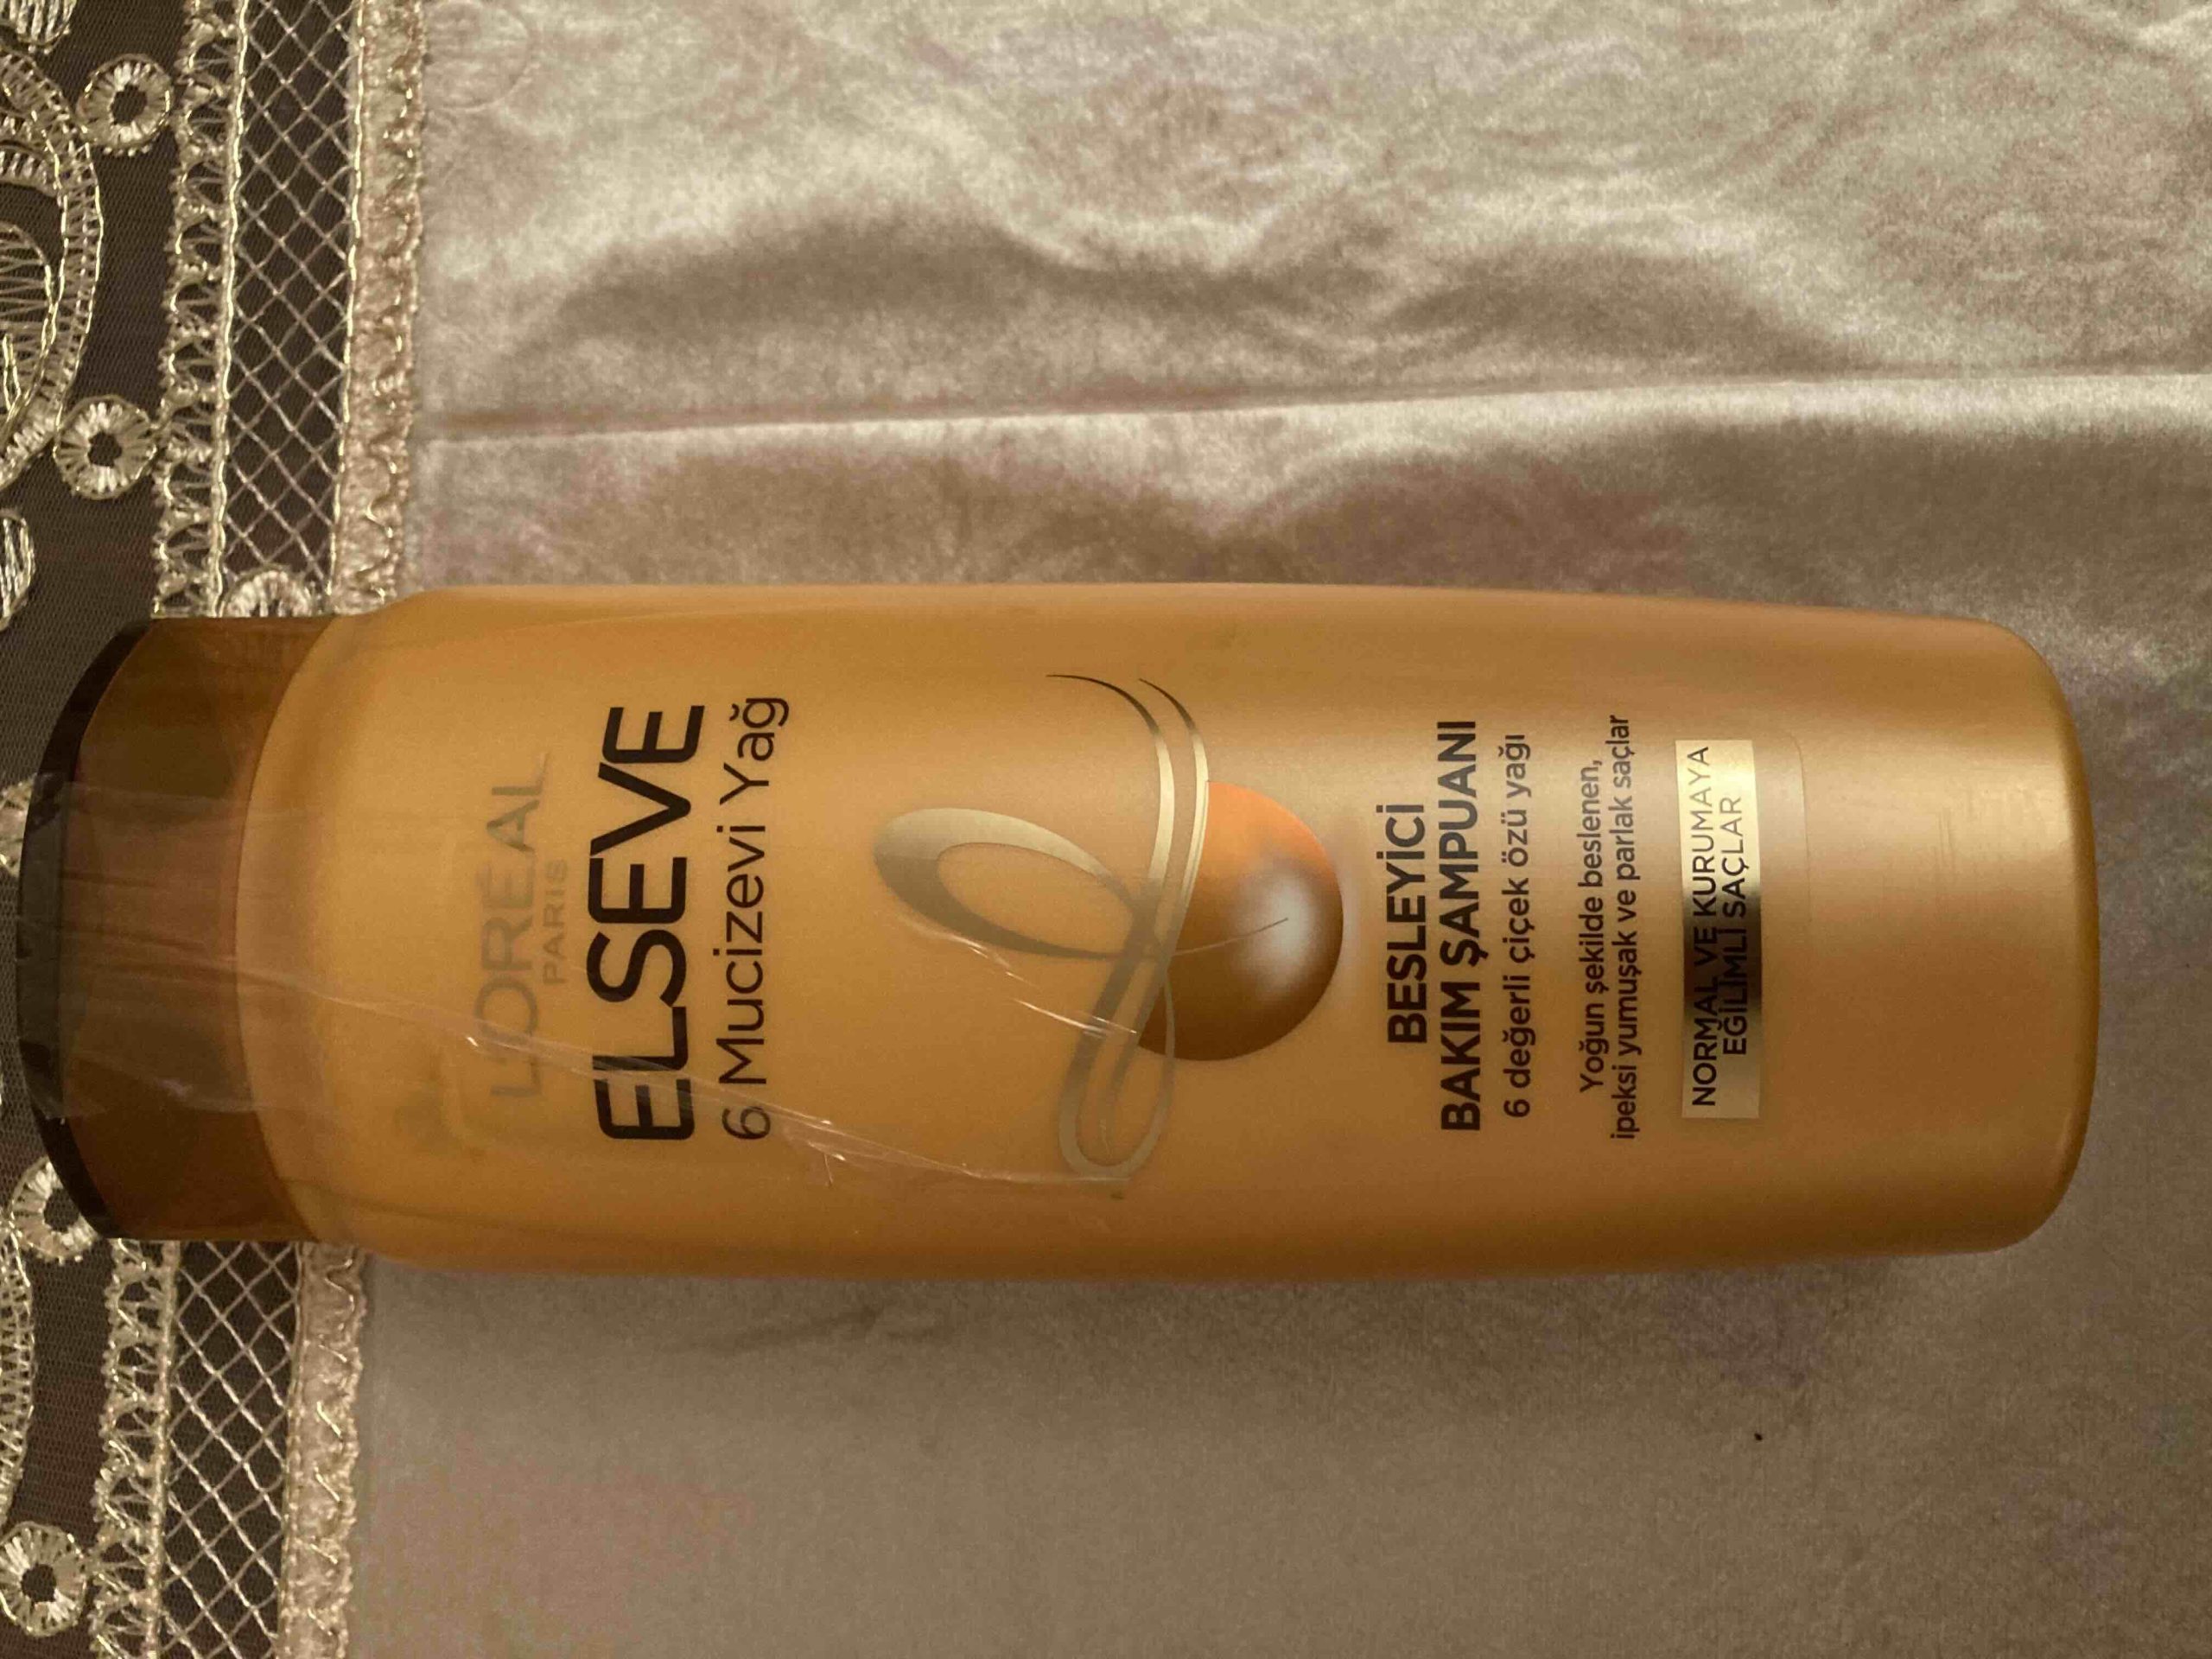 L'ORÉAL
PARIS
ELSEVE
6 Mucizevi Yağ
BESLEYİCİ
BAKIM ŞAMPUANI
6 değerli çiçek özü yağı
Yoğun şekilde beslenen,
ipeksi yumuşak ve parlak saçlar
NORMAL VE KURUMAYA
EĞİLİMLİ SAÇLAR